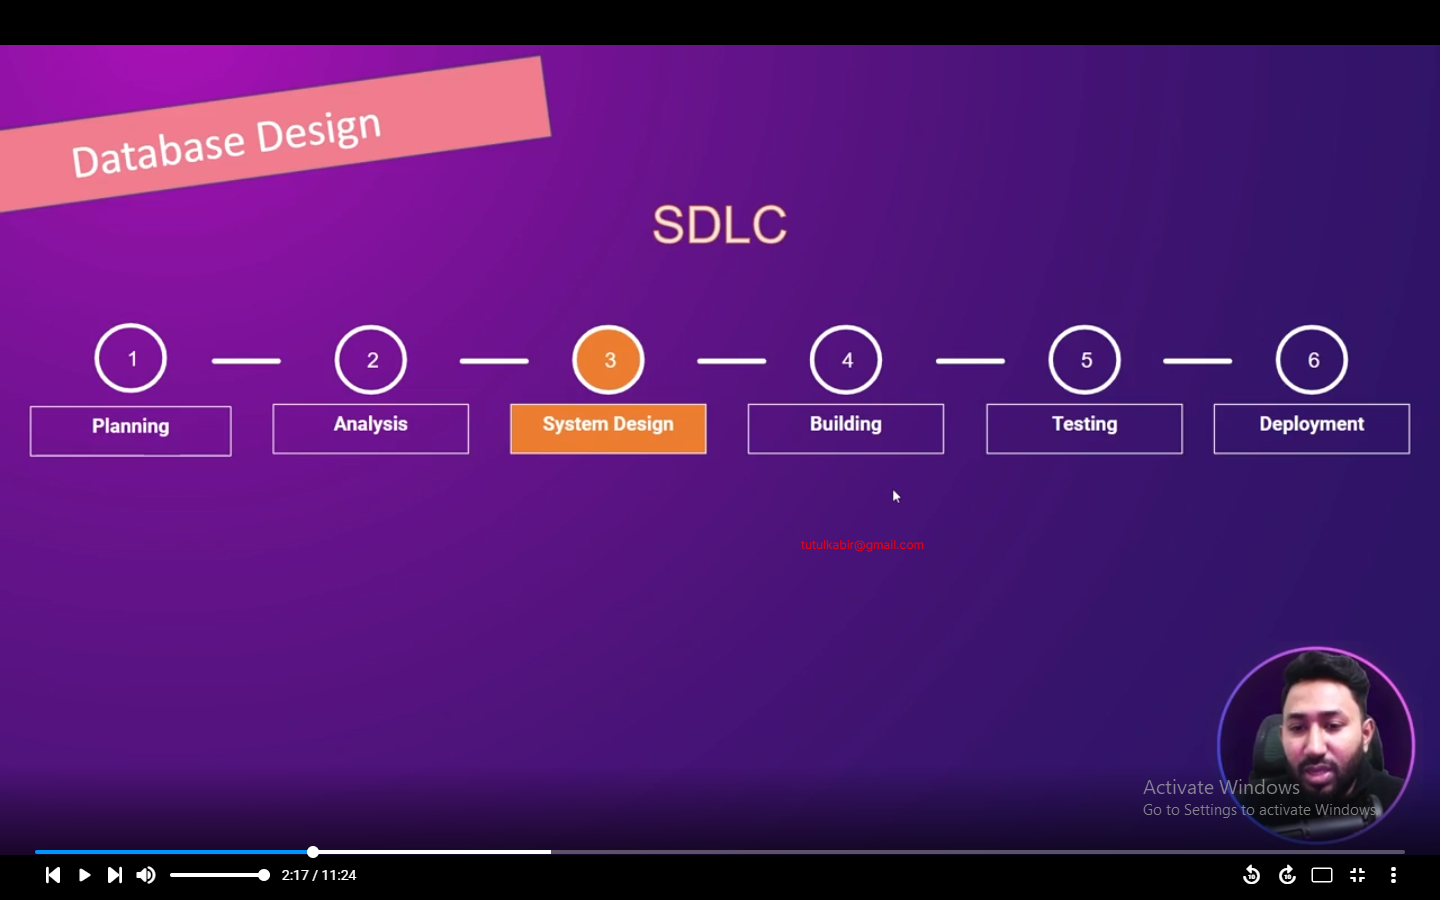 Database Design
SDLC
1
2
3
4
5
6
Planning
Analysis
System Design
Building
Testing
Deployment
tutulkabir@gmail.com
Activate Windows
Go to Settings to activate Windows.
2:17 / 11:24
10
10